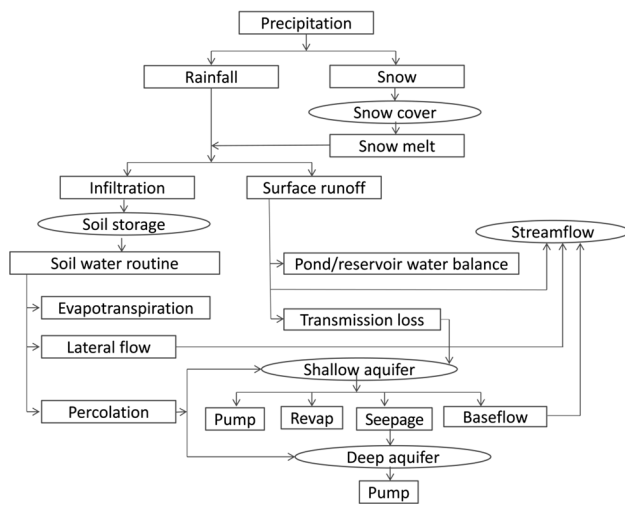 Precipitation
Rainfall
Snow
Snow cover
Snow melt
Infiltration
Surface runoff
Soil storage
Streamflow
Soil water routine
Pond/reservoir water balance
Evapotranspiration
Transmission loss
Lateral flow
Shallow aquifer
Percolation
Pump
Revap
Seepage
Baseflow
Deep aquifer
Pump